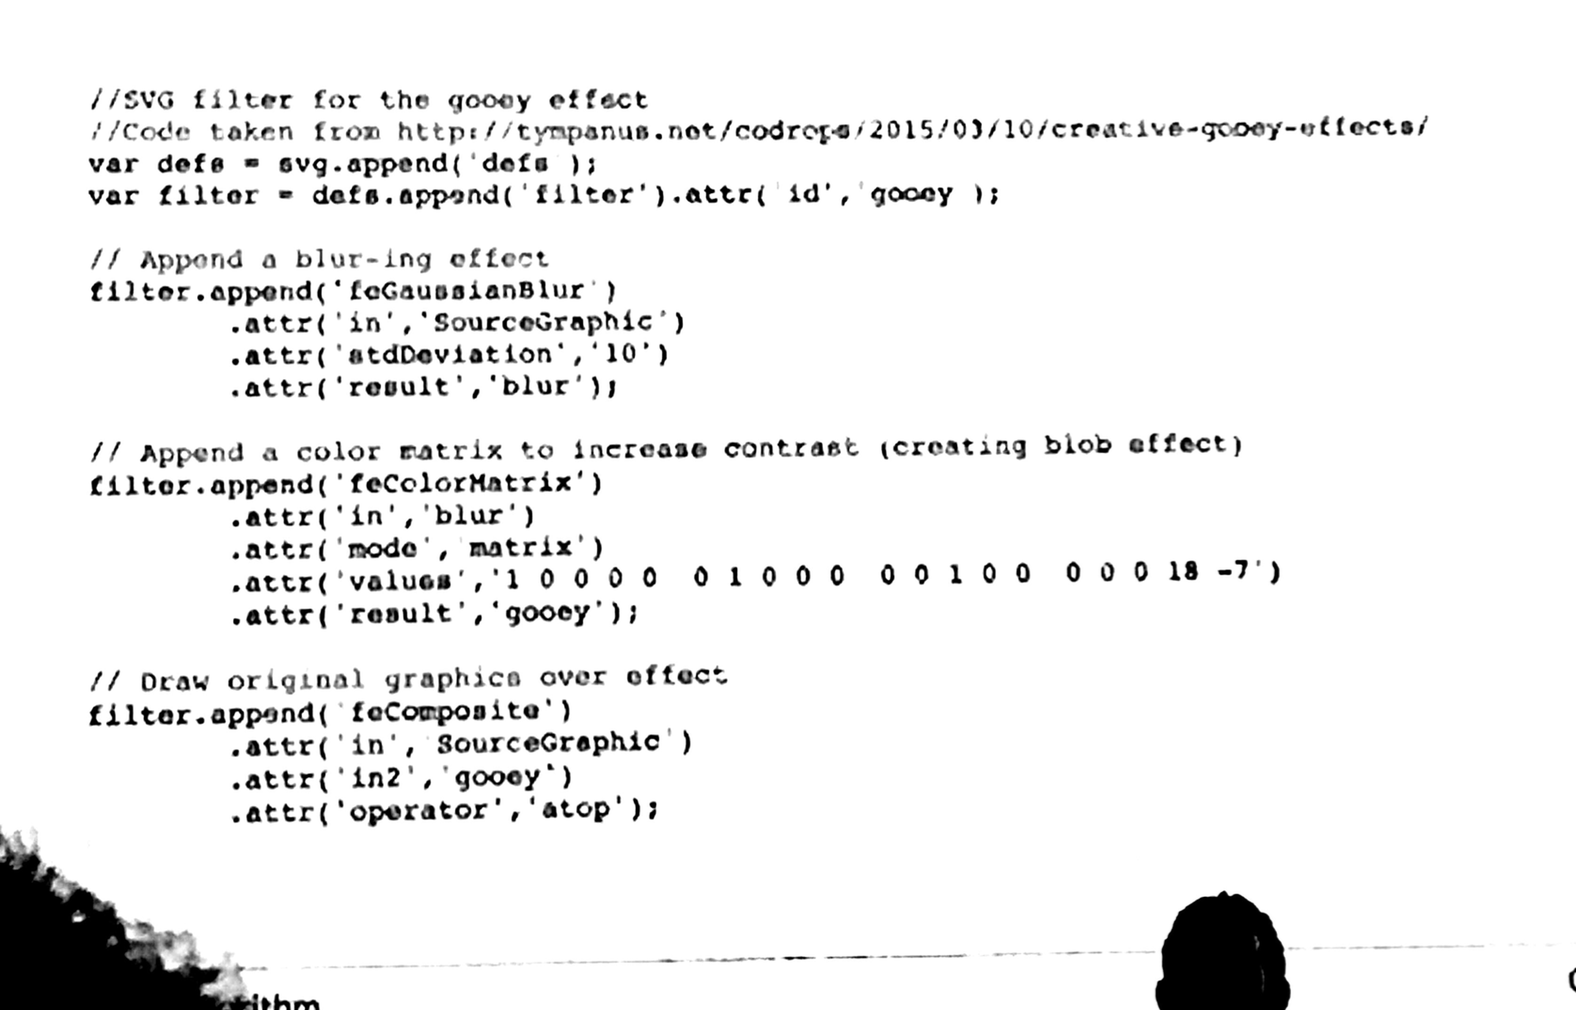 //SVG filter for the gooey effect
//Code taken from http://tympanus.net/codrops/2015/03/10/creative-gooey-effects/
var defs = svg.append('defs');
var filter = defs.append('filter').attr('id','gooey');
// Append a blur-ing effect
filter.append('feGaussianBlur')
.attr('in','SourceGraphic')
.attr('stdDeviation','10')
.attr('result','blur');
// Append a color matrix to increase contrast (creating blob effect)
filter.append('feColorMatrix')
.attr('in','blur')
.attr('mode','matrix')
.attr('values','1 0 0 0 0  0 1 0 0 0  0 0 1 0 0  0 0 0 18 -7')
.attr('result','gooey');
// Draw original graphics over effect
filter.append('feComposite')
.attr('in','SourceGraphic')
.attr('in2','gooey')
.attr('operator','atop');